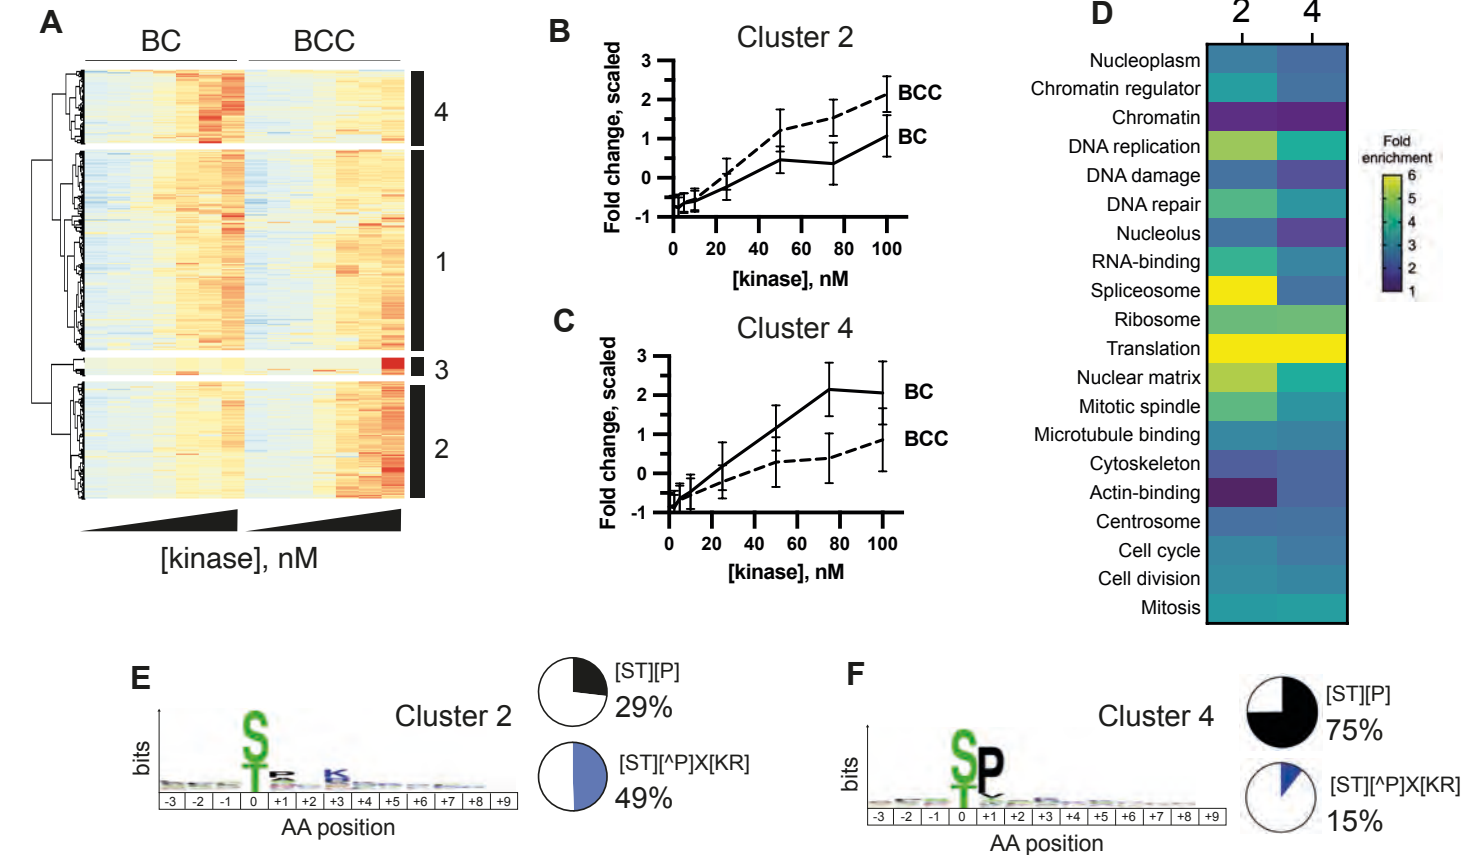 A
BC
BCC
4
1
3
2
[kinase], nM
B
Cluster 2
Fold change, scaled
3
2
1
0
-1
BCC
BC
0 20 40 60 80 100
[kinase], nM
C
Cluster 4
Fold change, scaled
3
2
1
0
-1
BC
BCC
0 20 40 60 80 100
[kinase], nM
D
2 4
Nucleoplasm
Chromatin regulator
Chromatin
DNA replication
DNA damage
DNA repair
Nucleolus
RNA-binding
Spliceosome
Ribosome
Translation
Nuclear matrix
Mitotic spindle
Microtubule binding
Cytoskeleton
Actin-binding
Centrosome
Cell cycle
Cell division
Mitosis
Fold
enrichment
6
5
4
3
2
1
E
Cluster 2
bits
S
T
P
K
-3 -2 -1 0 +1 +2 +3 +4 +5 +6 +7 +8 +9
AA position
[ST][P]
29%
[ST][^P]X[KR]
49%
F
Cluster 4
bits
S
T
P
-3 -2 -1 0 +1 +2 +3 +4 +5 +6 +7 +8 +9
AA position
[ST][P]
75%
[ST][^P]X[KR]
15%